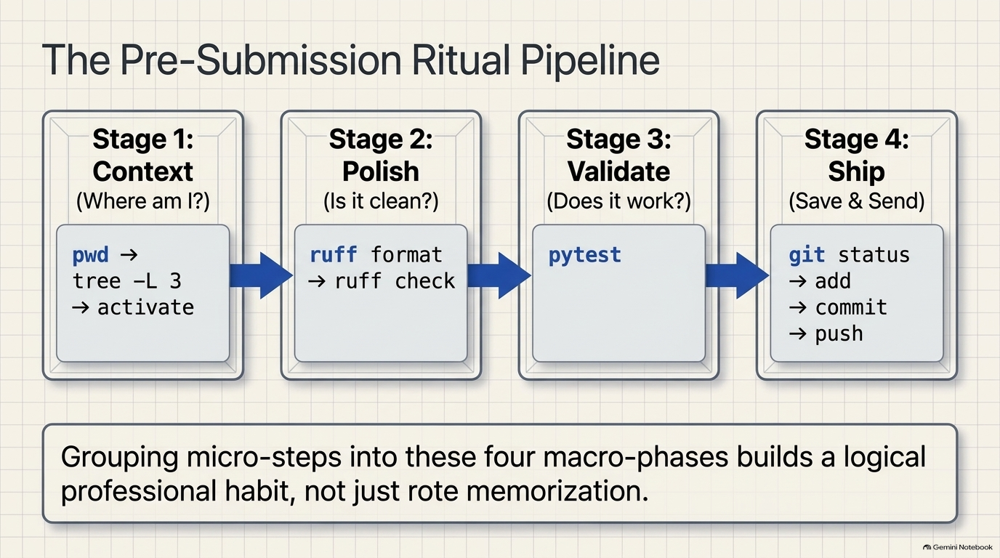 The Pre-Submission Ritual Pipeline
Stage 1:
Context
(Where am I?)
pwd →
tree –L 3
→ activate
Stage 2:
Polish
(Is it clean?)
ruff format
→ ruff check
Stage 3:
Validate
(Does it work?)
pytest
Stage 4:
Ship
(Save & Send)
git status
→ add
→ commit
→ push
Grouping micro-steps into these four macro-phases builds a logical
professional habit, not just rote memorization.
Gemini Notebook